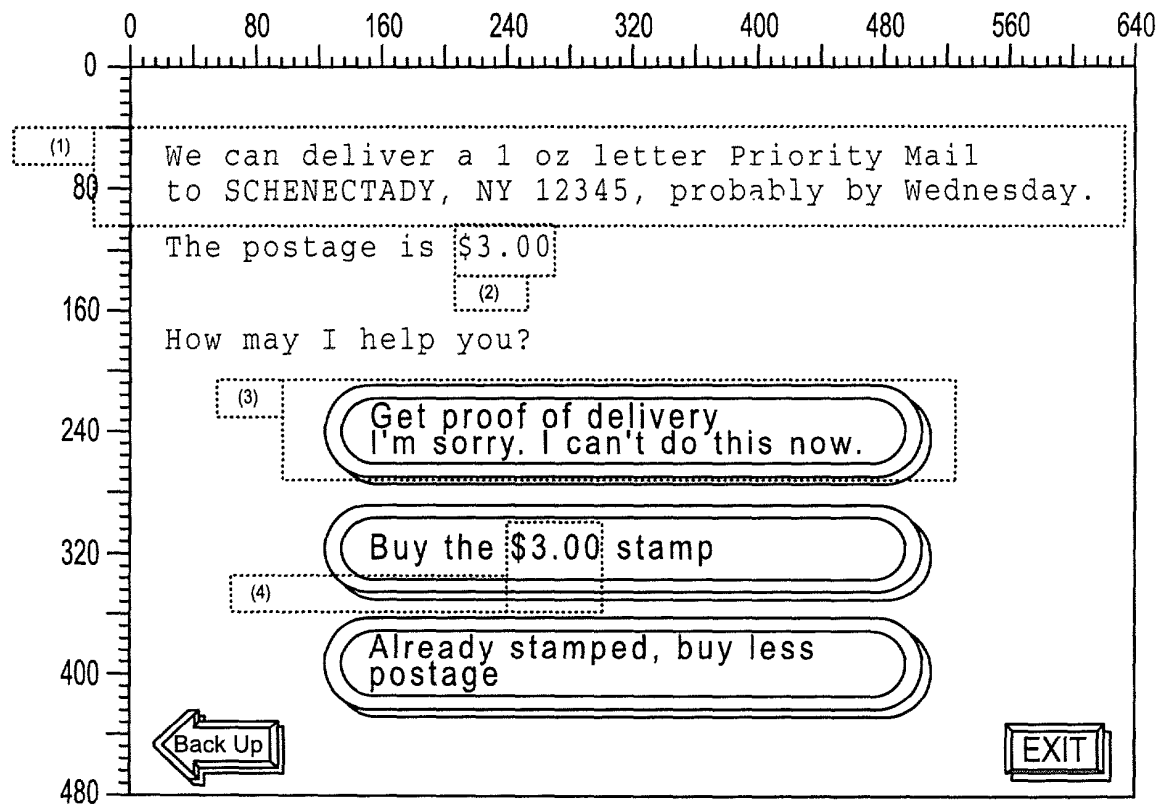 0 80 160 240 320 400 480 560 640
0
(1)
We can deliver a 1 oz letter Priority Mail
80
to SCHENECTADY, NY 12345, probably by Wednesday.
The postage is $3.00
(2)
160
How may I help you?
(3)
Get proof of delivery
240
I'm sorry. I can't do this now.
320
Buy the $3.00 stamp
(4)
Already stamped, buy less
400
postage
Back Up
EXIT
480